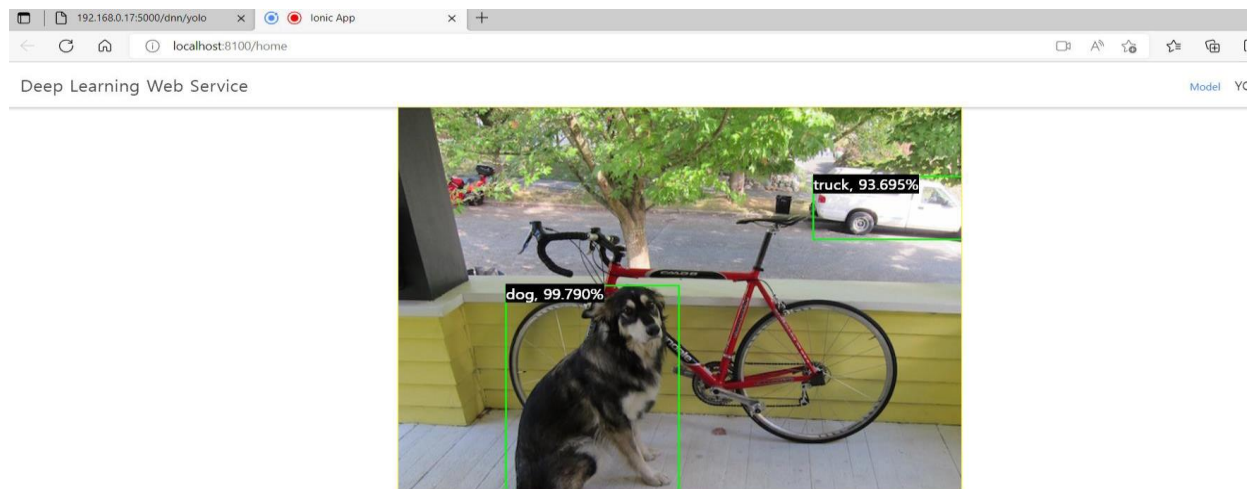 192.168.0.17:5000/dnn/yolo
Ionic App
localhost:8100/home
Deep Learning Web Service
Model
truck, 93.695%
dog, 99.790%